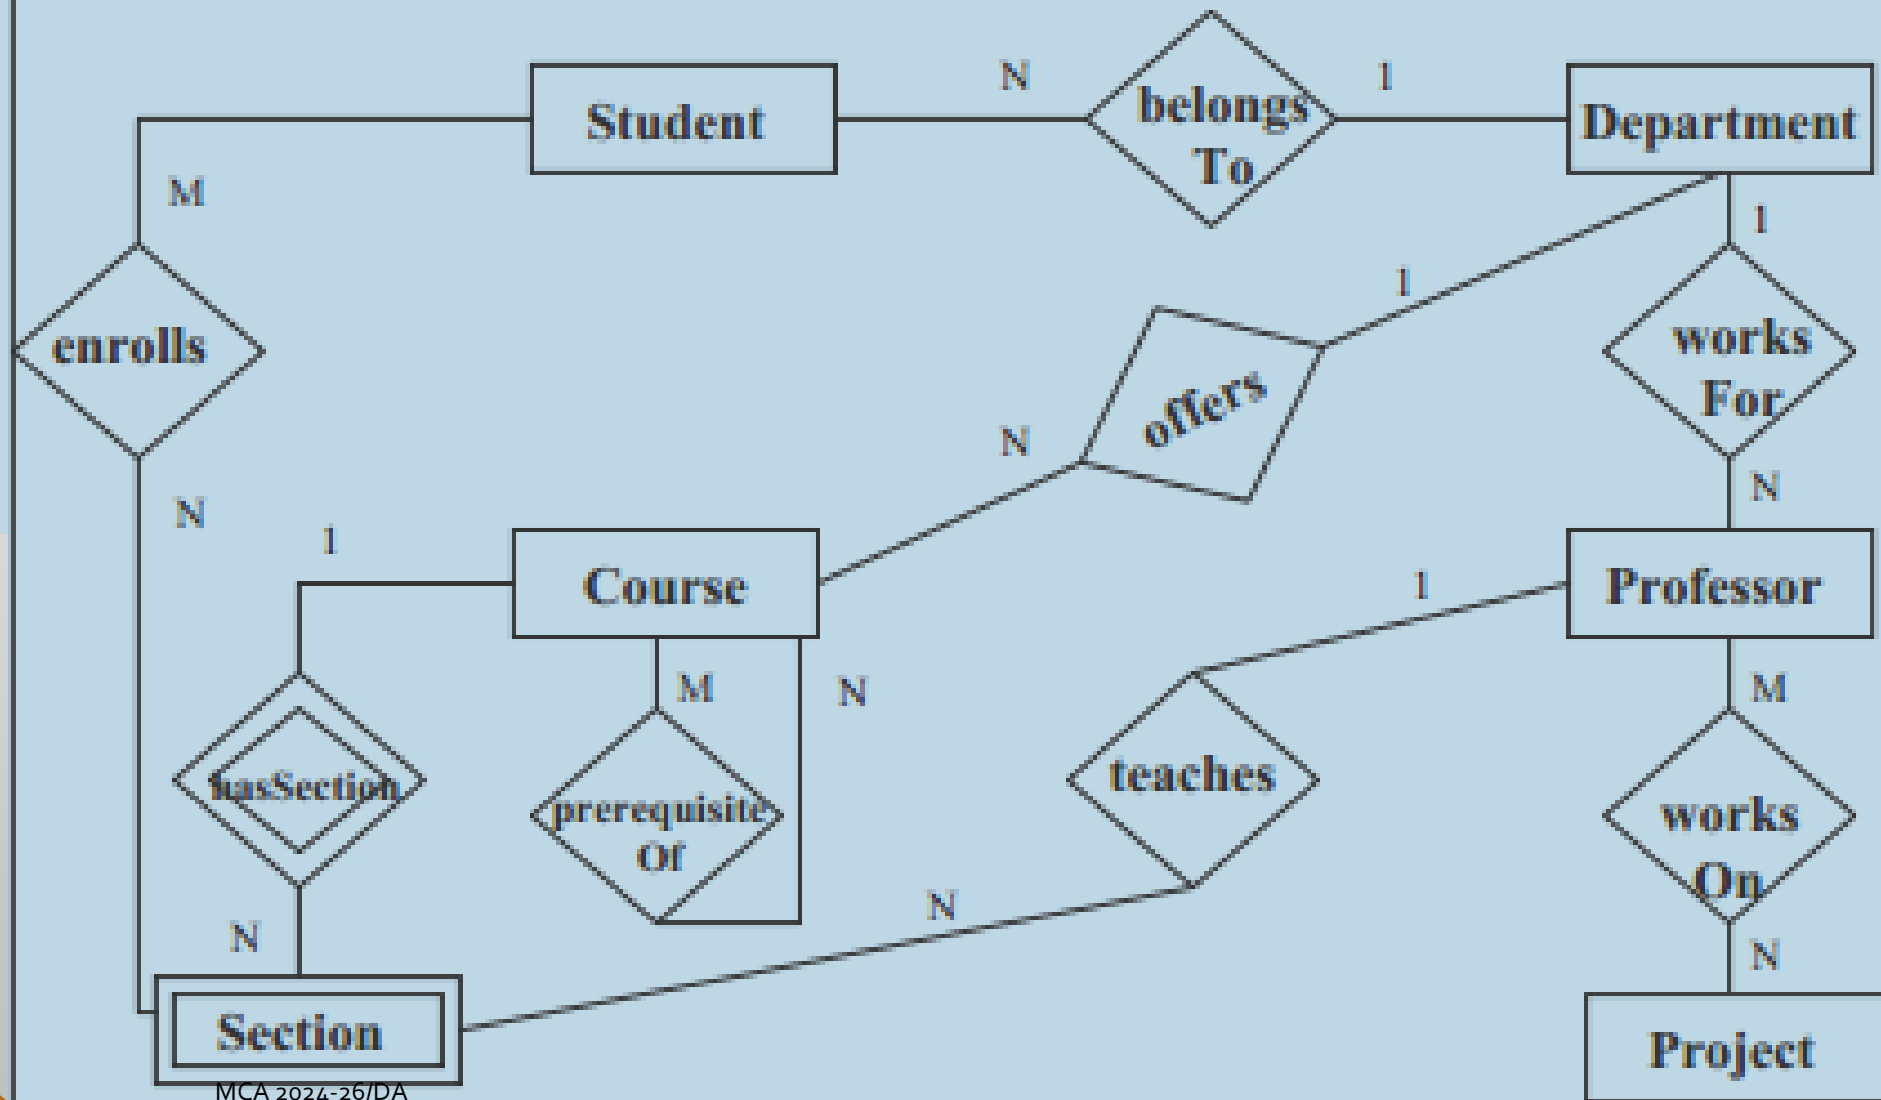 N
1
Student
belongs
To
Department
M
1
1
enrolls
offers
works
For
N
N
N
1
Course
1
Professor
M
N
M
hasSection
prerequisite
Of
teaches
works
On
N
N
N
Section
Project
MCA 2024-26/DA